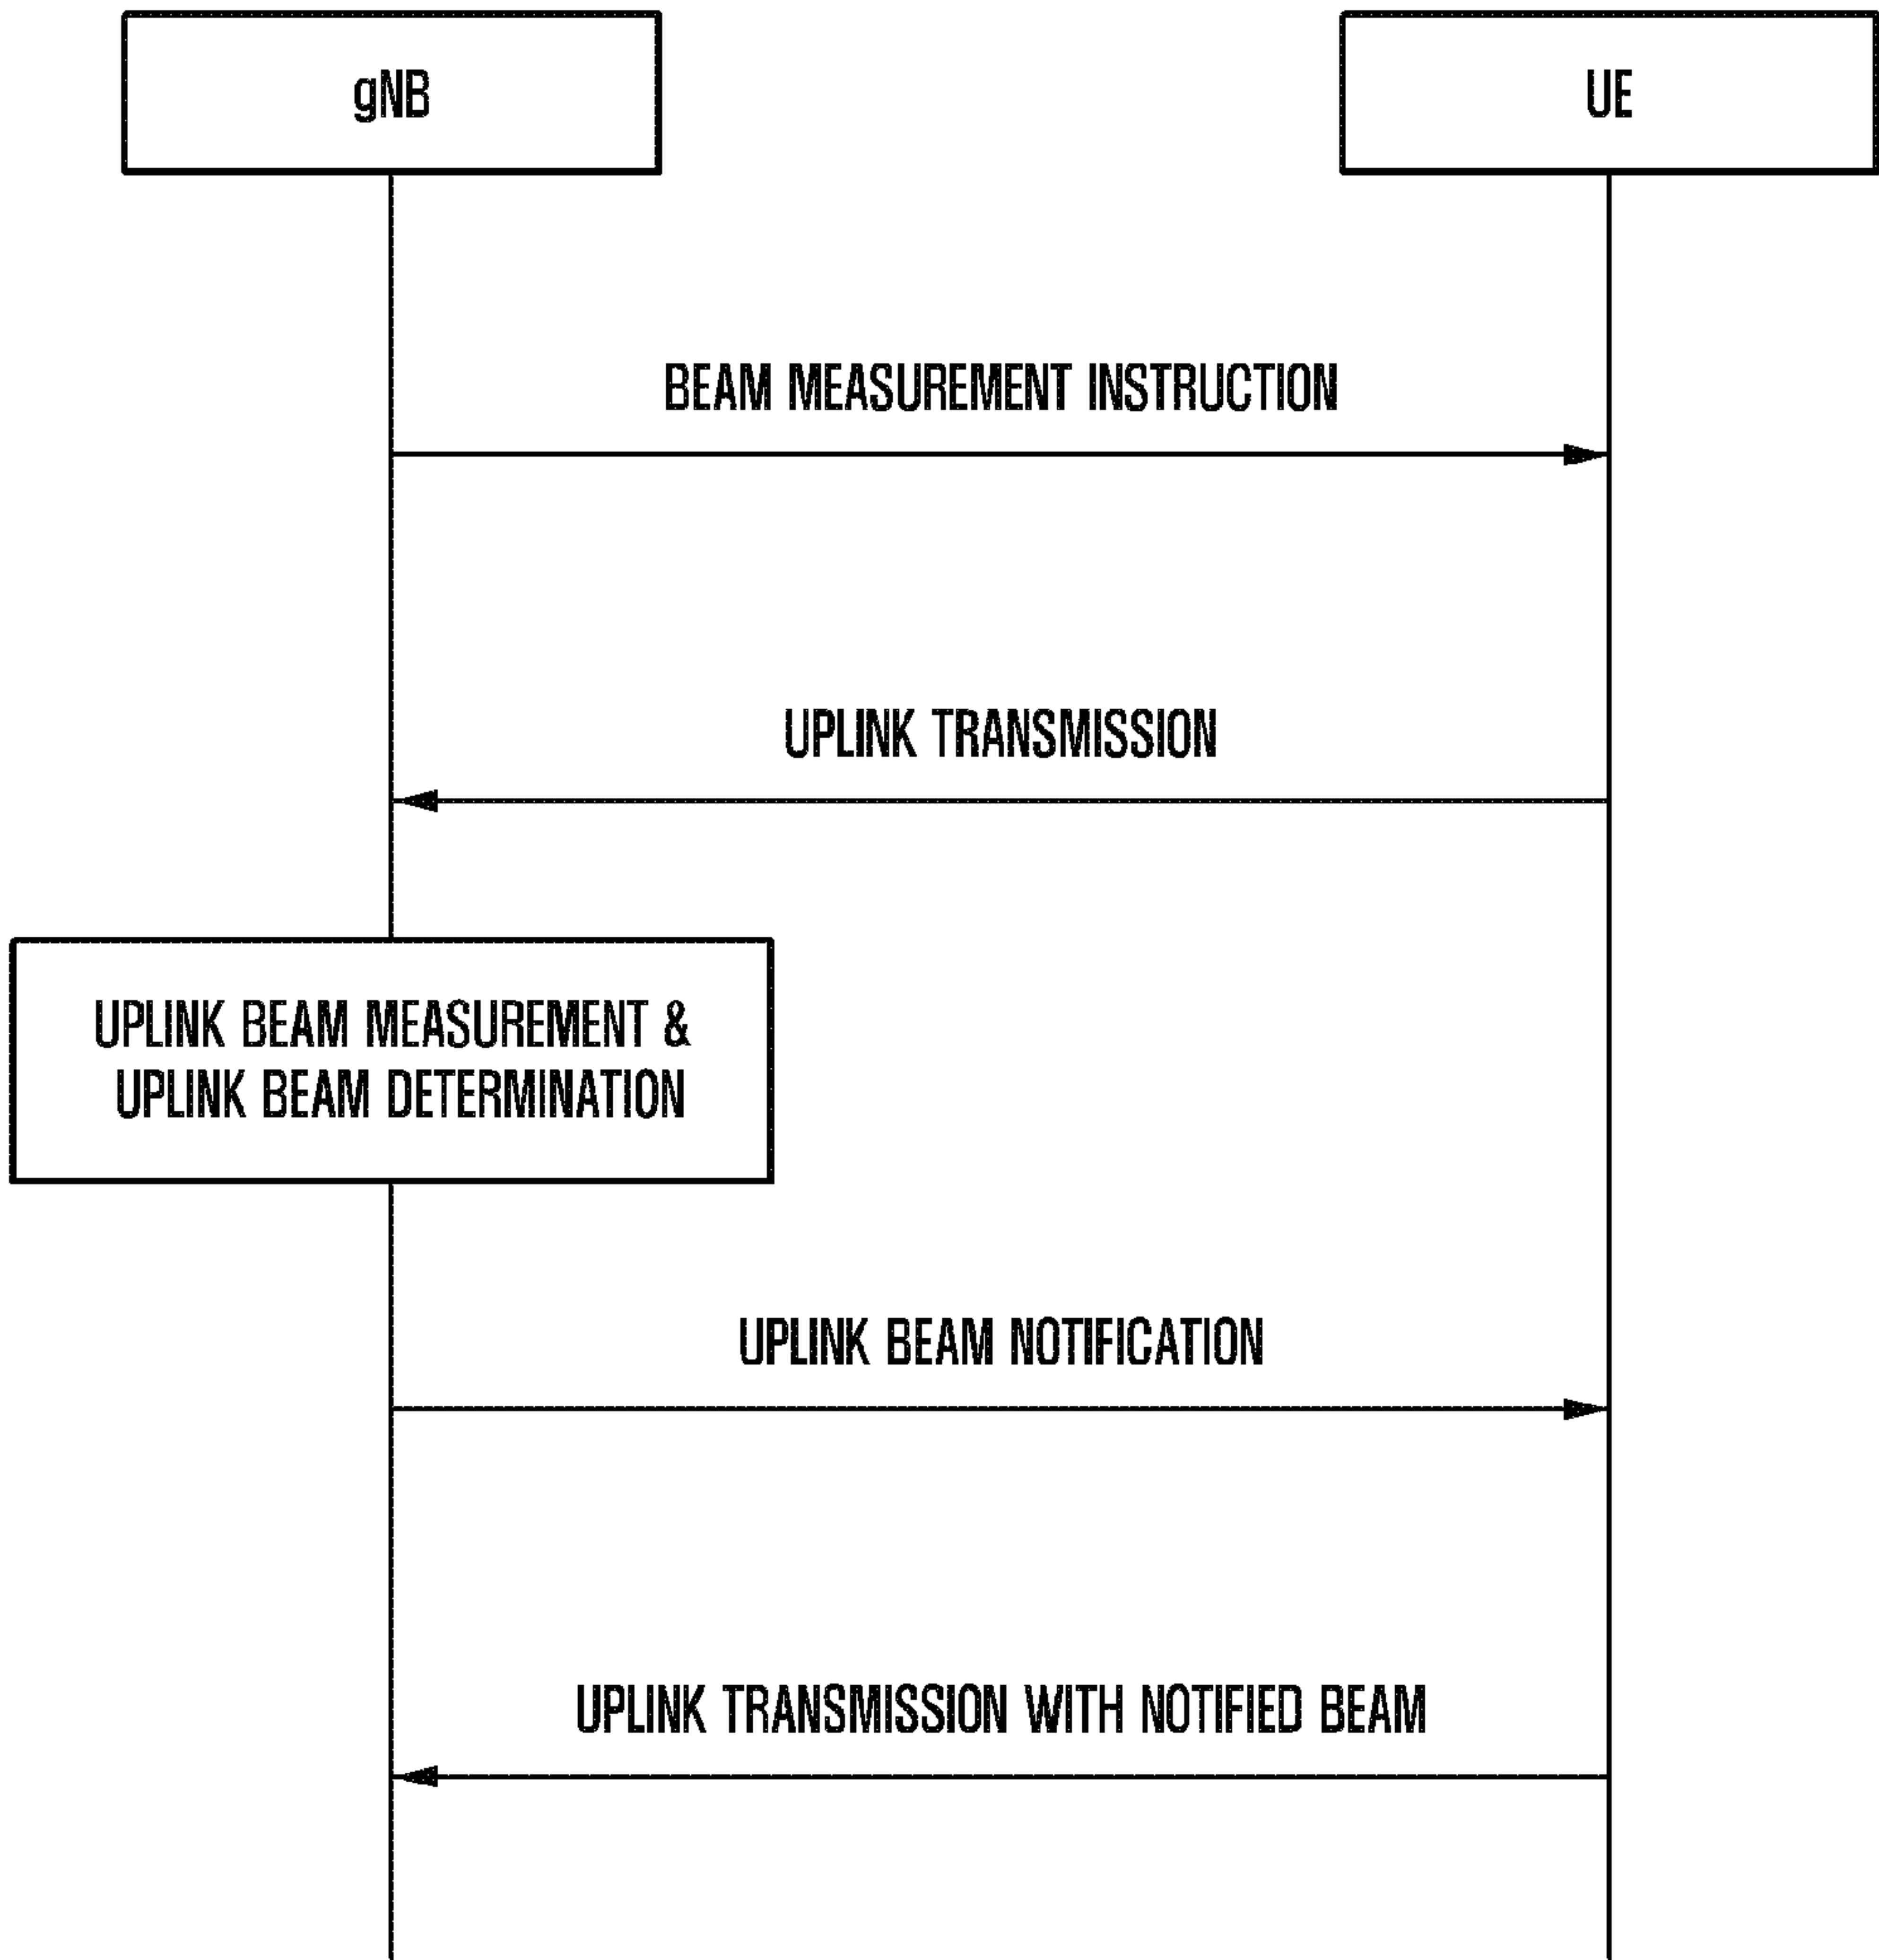 gNB
UE
BEAM MEASUREMENT INSTRUCTION
UPLINK TRANSMISSION
UPLINK BEAM MEASUREMENT &
UPLINK BEAM DETERMINATION
UPLINK BEAM NOTIFICATION
UPLINK TRANSMISSION WITH NOTIFIED BEAM